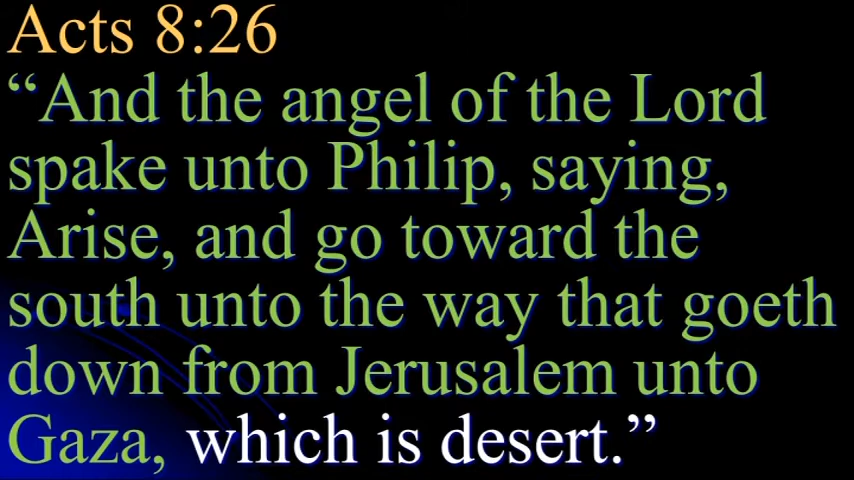 Acts 8:26
“And the angel of the Lord
spake unto Philip, saying,
Arise, and go toward the
south unto the way that goeth
down from Jerusalem unto
Gaza, which is desert.”